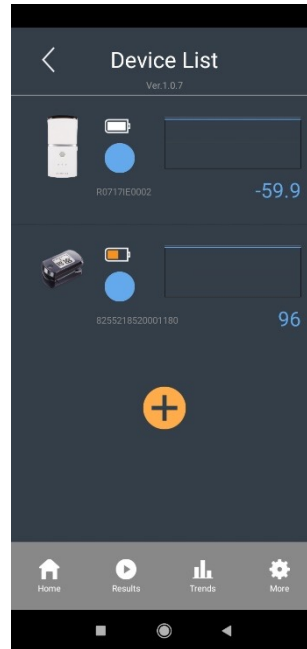 Device List
Ver.1.0.7
R0717IE0002
-59.9
8255218520001180
96
Home
Results
Trends
More